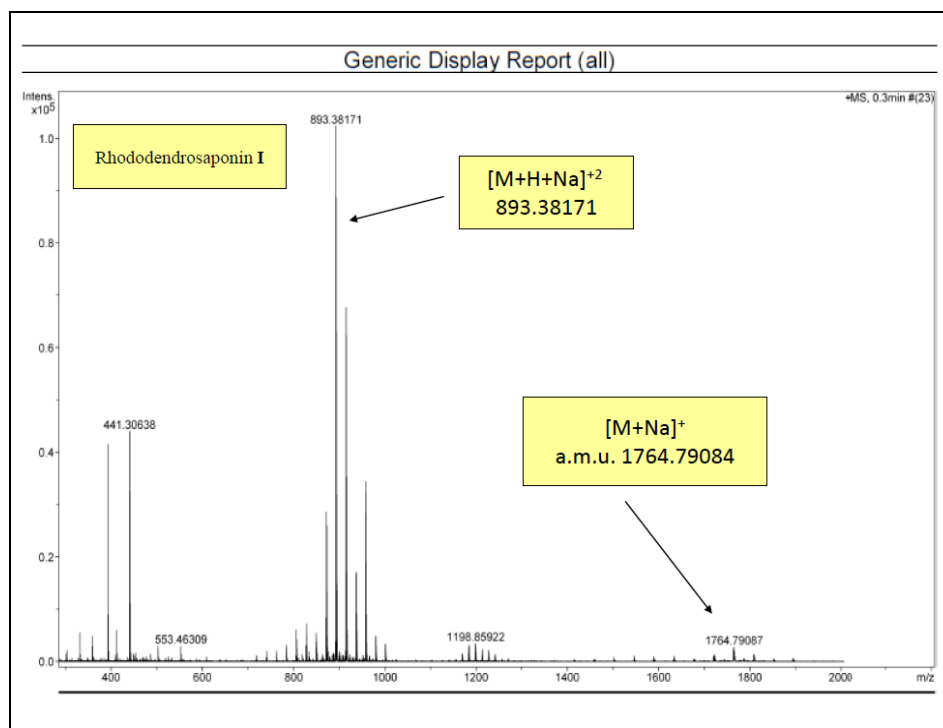 Generic Display Report (all)
Intens.
x10⁵
+MS, 0.3min #(23)
893.38171
1.0
Rhododendrosaponin I
[M+H+Na]⁺²
893.38171
0.8
0.6
[M+Na]⁺
a.m.u. 1764.79084
441.30638
0.4
0.2
553.46309
1198.85922
1764.79087
0.0
400 600 800 1000 1200 1400 1600 1800 2000 m/z